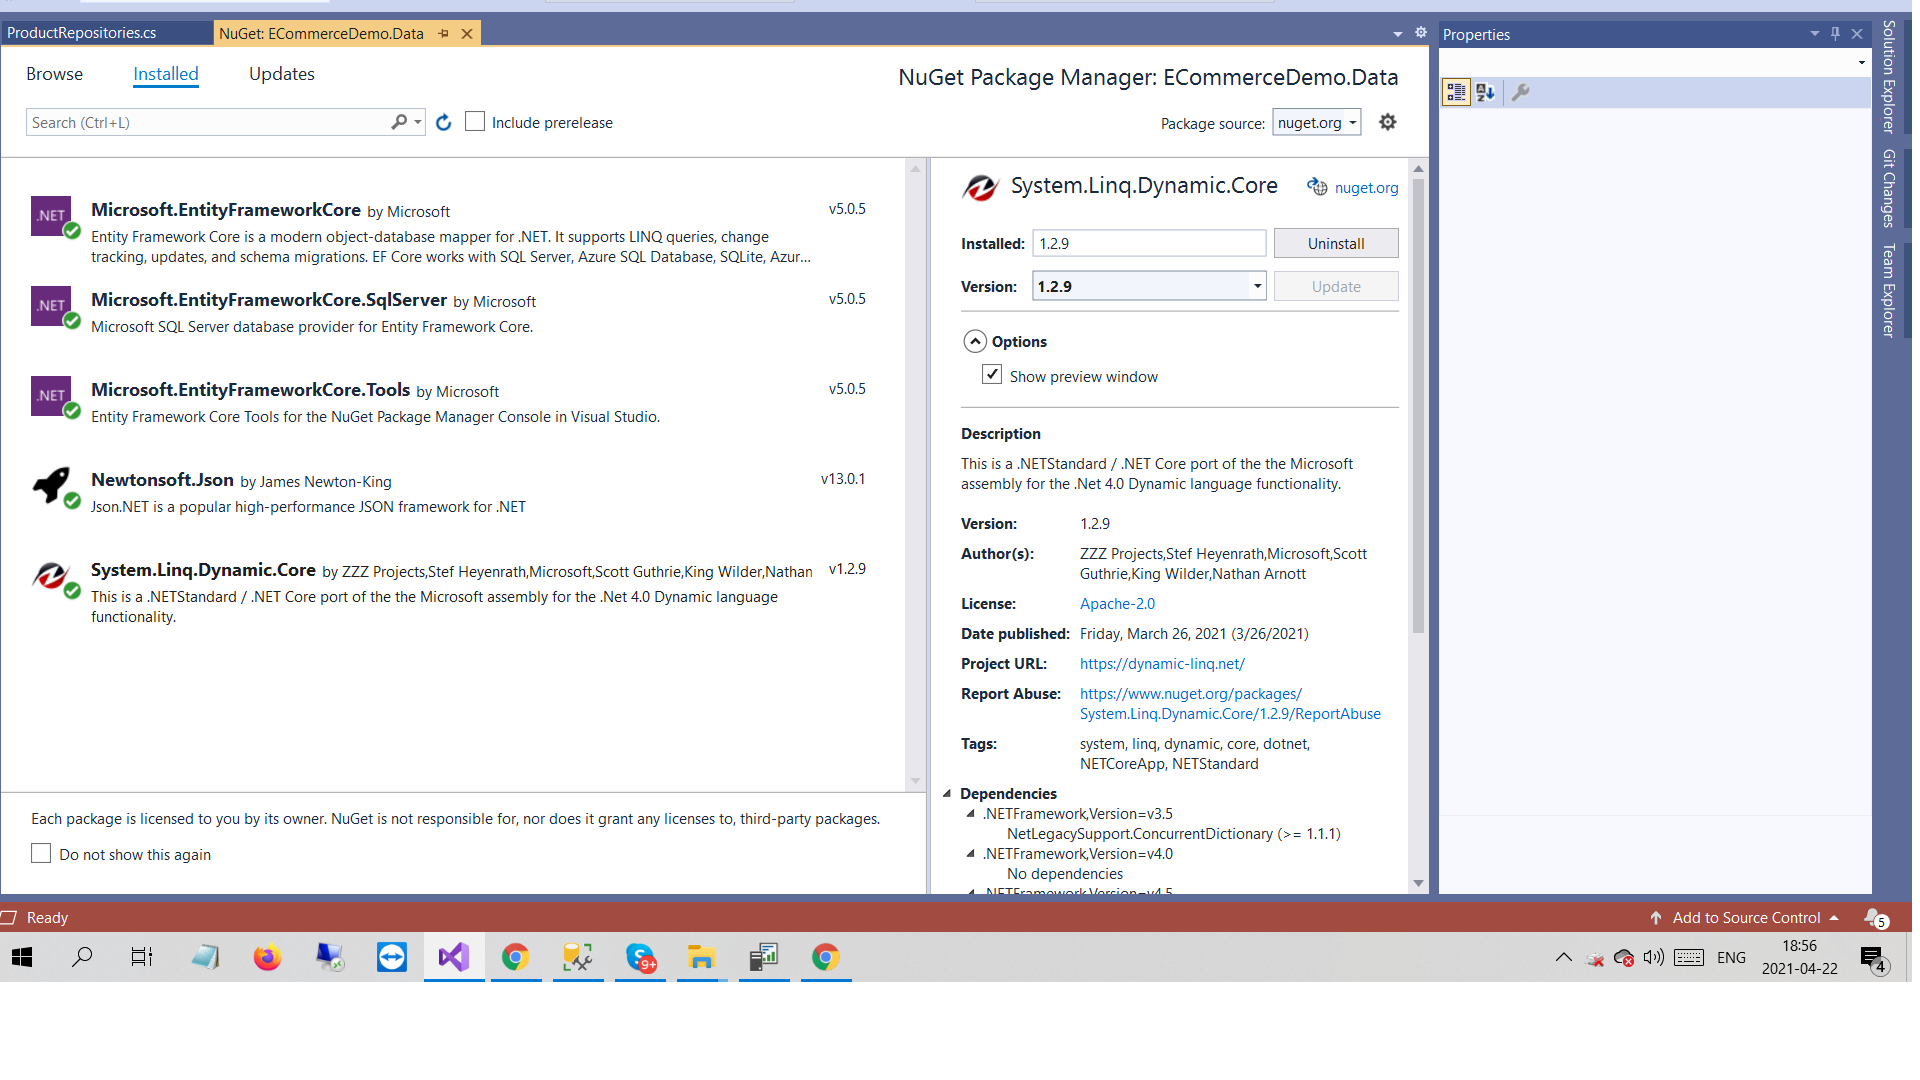 ProductRepositories.cs
NuGet: ECommerceDemo.Data
Properties
Browse
Installed
Updates
NuGet Package Manager: ECommerceDemo.Data
Search (Ctrl+L)
Include prerelease
Package source:
nuget.org
.NET
Microsoft.EntityFrameworkCore by Microsoft
v5.0.5
Entity Framework Core is a modern object-database mapper for .NET. It supports LINQ queries, change
tracking, updates, and schema migrations. EF Core works with SQL Server, Azure SQL Database, SQLite, Azur...
.NET
Microsoft.EntityFrameworkCore.SqlServer by Microsoft
v5.0.5
Microsoft SQL Server database provider for Entity Framework Core.
.NET
Microsoft.EntityFrameworkCore.Tools by Microsoft
v5.0.5
Entity Framework Core Tools for the NuGet Package Manager Console in Visual Studio.
Newtonsoft.Json by James Newton-King
v13.0.1
Json.NET is a popular high-performance JSON framework for .NET
System.Linq.Dynamic.Core by ZZZ Projects,Stef Heyenrath,Microsoft,Scott Guthrie,King Wilder,Nathan
v1.2.9
This is a .NETStandard / .NET Core port of the the Microsoft assembly for the .Net 4.0 Dynamic language
functionality.
Each package is licensed to you by its owner. NuGet is not responsible for, nor does it grant any licenses to, third-party packages.
Do not show this again
System.Linq.Dynamic.Core
nuget.org
Installed: 1.2.9
Uninstall
Version: 1.2.9
Update
Options
Show preview window
Description
This is a .NETStandard / .NET Core port of the the Microsoft
assembly for the .Net 4.0 Dynamic language functionality.
Version: 1.2.9
Author(s): ZZZ Projects,Stef Heyenrath,Microsoft,Scott
Guthrie,King Wilder,Nathan Arnott
License: Apache-2.0
Date published: Friday, March 26, 2021 (3/26/2021)
Project URL: https://dynamic-linq.net/
Report Abuse: https://www.nuget.org/packages/
System.Linq.Dynamic.Core/1.2.9/ReportAbuse
Tags: system, linq, dynamic, core, dotnet,
NETCoreApp, NETStandard
Dependencies
.NETFramework,Version=v3.5
NetLegacySupport.ConcurrentDictionary (>= 1.1.1)
.NETFramework,Version=v4.0
No dependencies
.NETFramework,Version=v4.5
Solution Explorer
Git Changes
Team Explorer
Ready
Add to Source Control
5
9+
ENG
18:56
2021-04-22
4